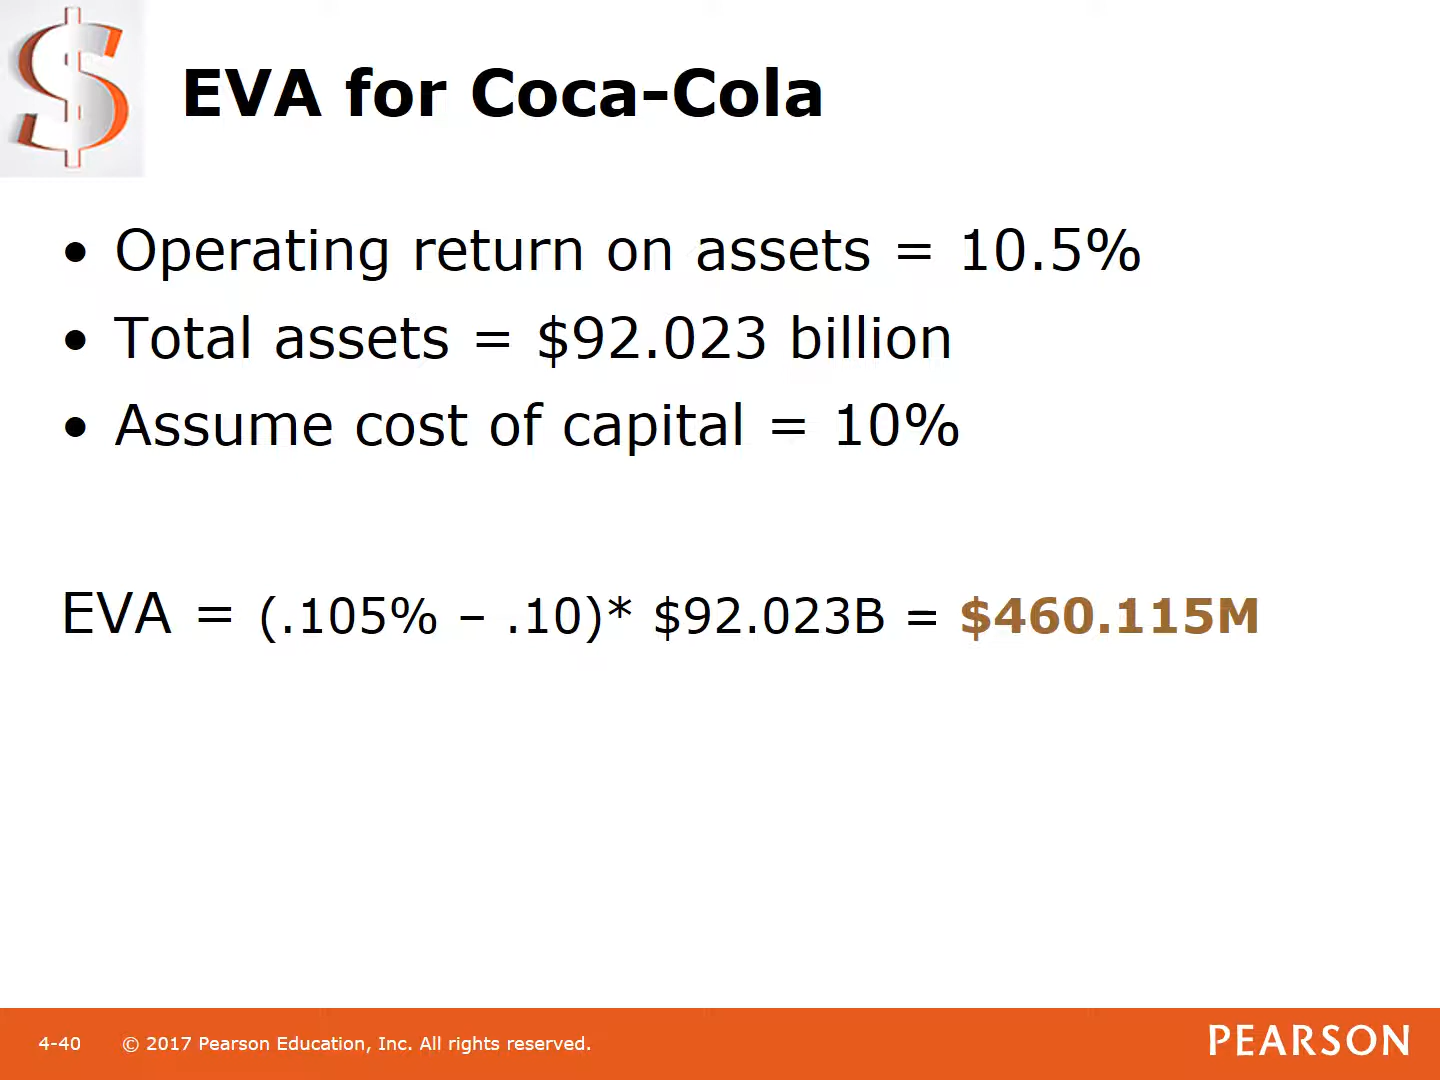 EVA for Coca-Cola
• Operating return on assets = 10.5%
• Total assets = $92.023 billion
• Assume cost of capital = 10%
EVA = (.105% – .10)* $92.023B = $460.115M
4-40 © 2017 Pearson Education, Inc. All rights reserved.
PEARSON